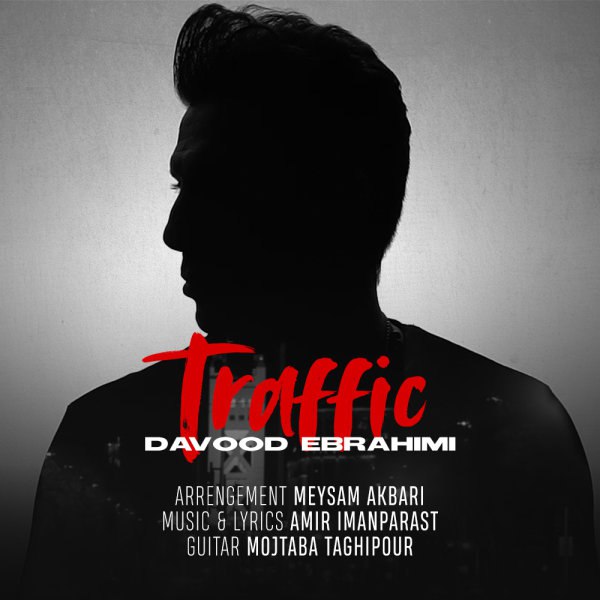 Traffic
DAVOOD EBRAHIMI
ARRENGEMENT MEYSAM AKBARI
MUSIC & LYRICS AMIR IMANPARAST
GUITAR MOJTABA TAGHIPOUR